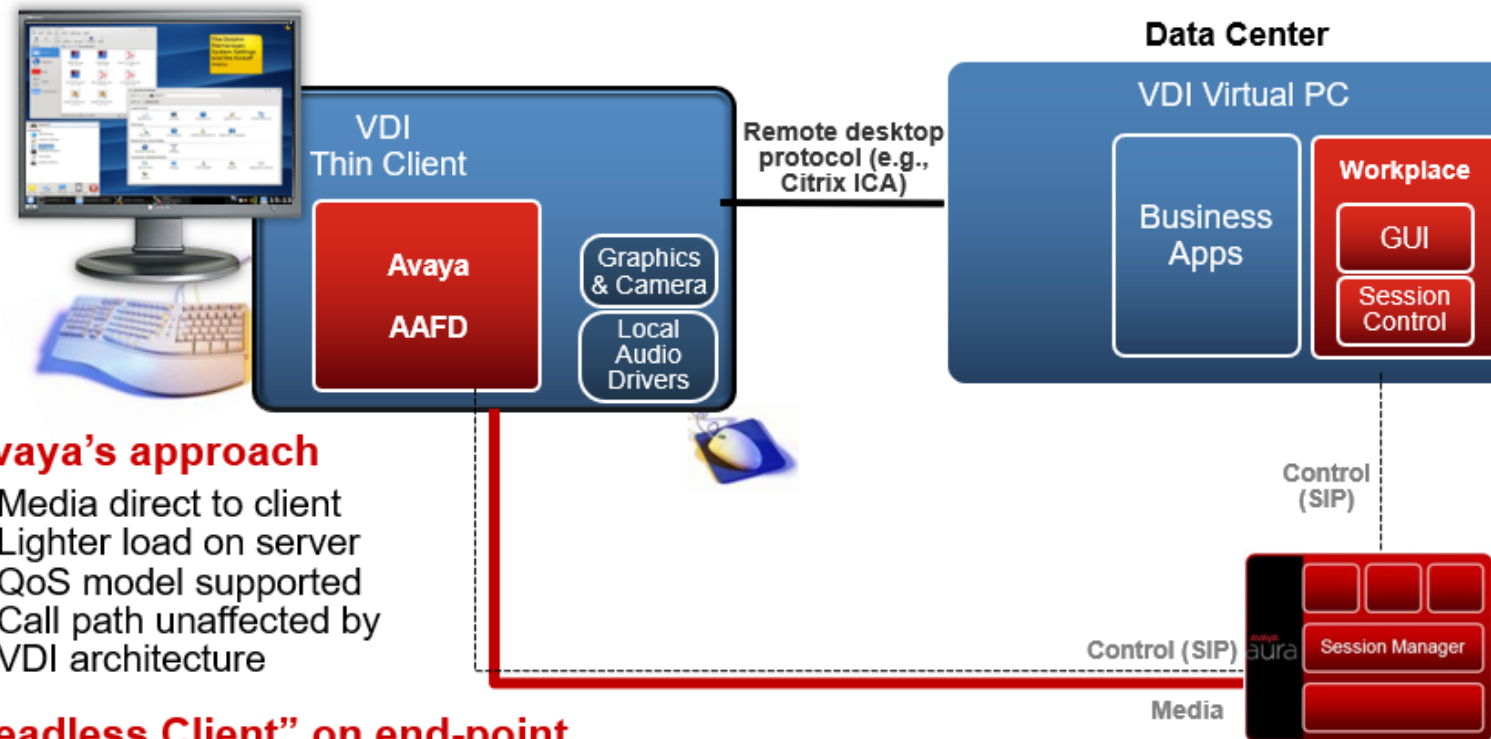 Data Center
VDI
Thin Client
Avaya
AAFD
Graphics
& Camera
Local
Audio
Drivers
Remote desktop
protocol (e.g.,
Citrix ICA)
VDI Virtual PC
Business
Apps
Workplace
GUI
Session
Control
vaya's approach
Media direct to client
Lighter load on server
QoS model supported
Call path unaffected by
VDI architecture
Control
(SIP)
Control (SIP)
Media
AVAYA
aura
Session Manager
eadless Client” on end-point